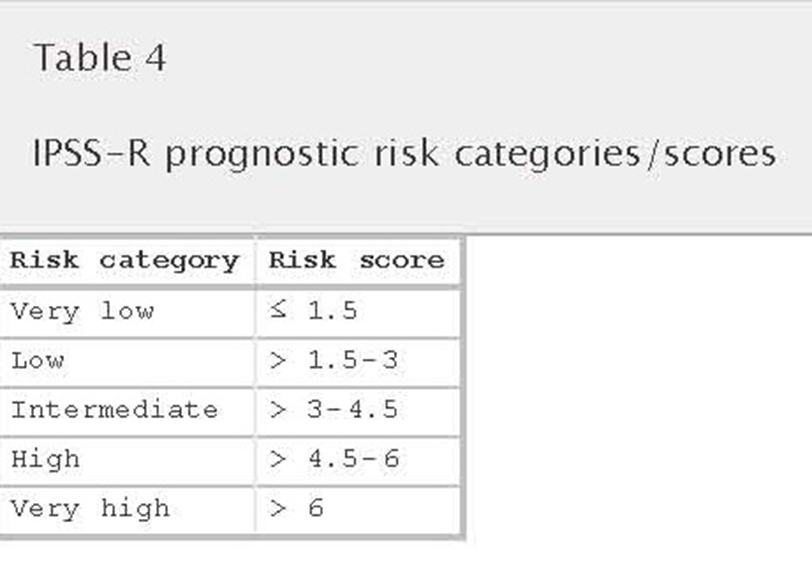 Table 4
IPSS-R prognostic risk categories/scores
Risk category Risk score
Very low ≤ 1.5
Low > 1.5-3
Intermediate > 3-4.5
High > 4.5-6
Very high > 6